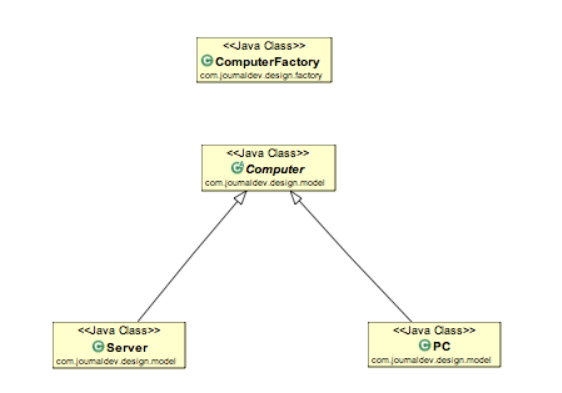 <<Java Class>>
ComputerFactory
com.journaldev.design.factory
<<Java Class>>
Computer
com.journaldev.design.model
<<Java Class>>
Server
com.journaldev.design.model
<<Java Class>>
PC
com.journaldev.design.model